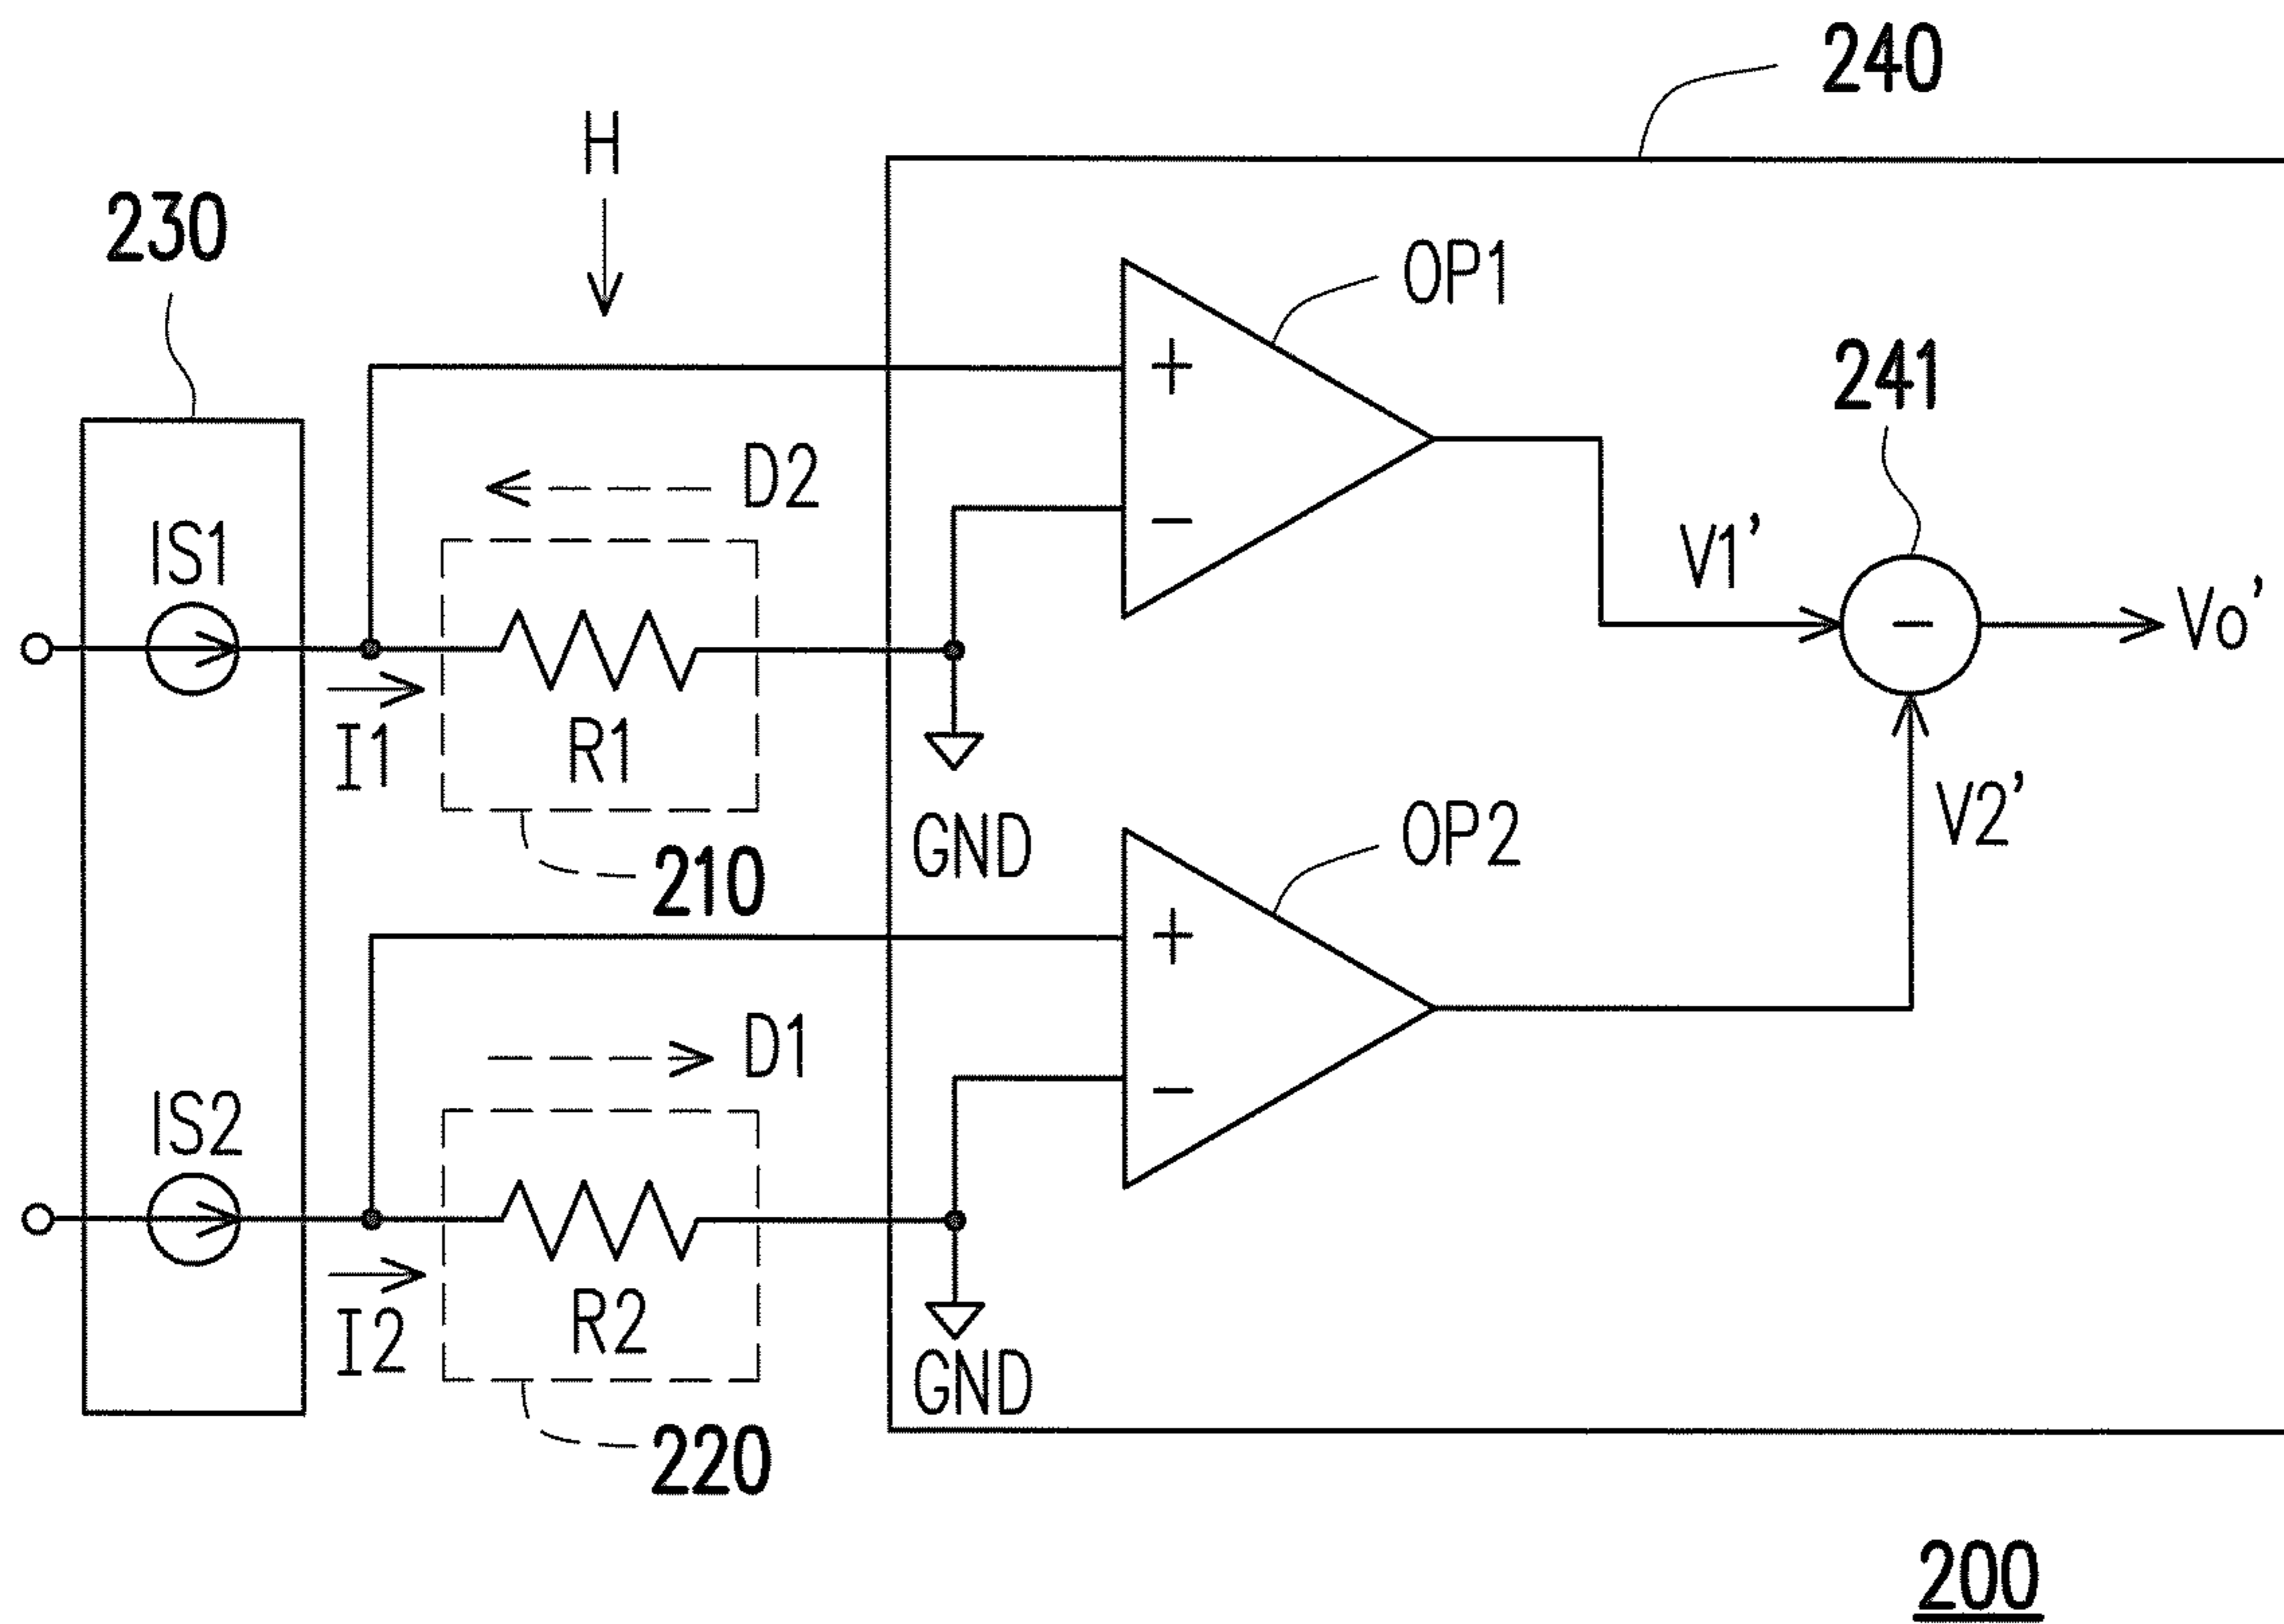 240
H
230
OP1
241
D2
IS1
V1’
Vo’
+
−
−
R1
I1
210
GND
OP2
V2’
+
−
D1
IS2
R2
I2
220
GND
200